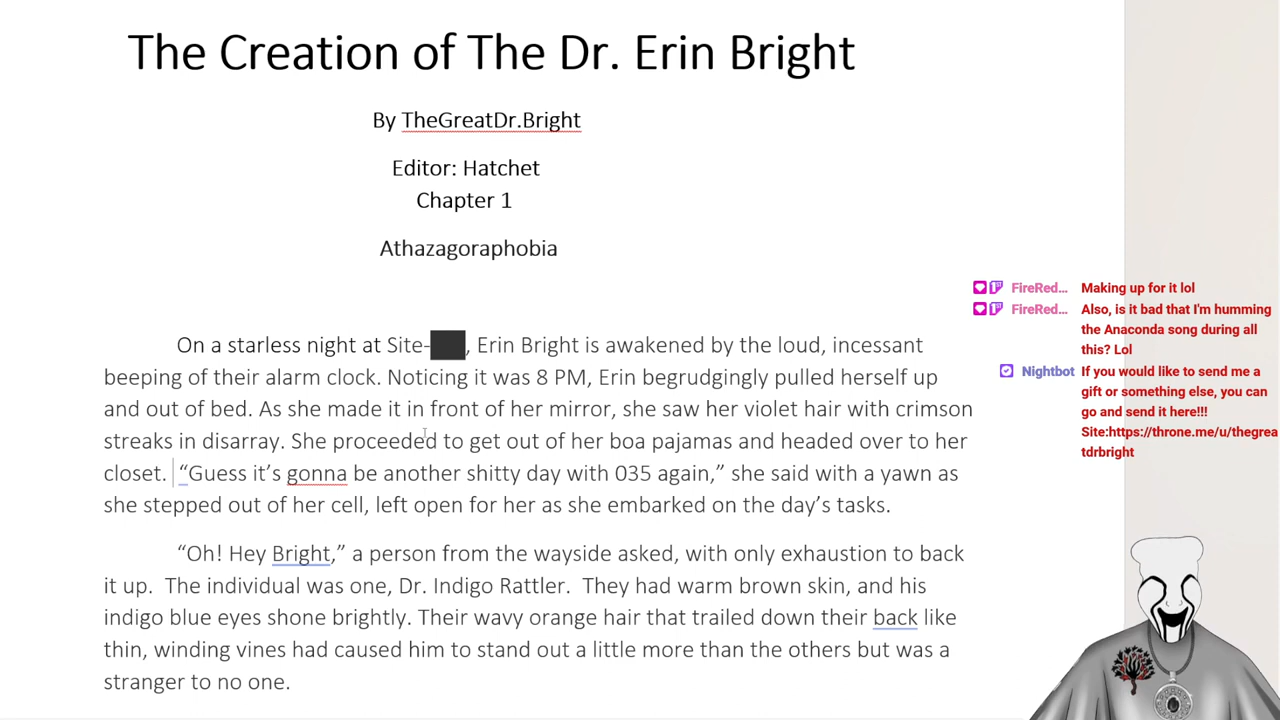 The Creation of The Dr. Erin Bright
By TheGreatDr.Bright
Editor: Hatchet
Chapter 1
Athazagoraphobia
On a starless night at Site-, Erin Bright is awakened by the loud, incessant
beeping of their alarm clock. Noticing it was 8 PM, Erin begrudgingly pulled herself up
and out of bed. As she made it in front of her mirror, she saw her violet hair with crimson
streaks in disarray. She proceeded to get out of her boa pajamas and headed over to her
closet. “Guess it’s gonna be another shitty day with 035 again,” she said with a yawn as
she stepped out of her cell, left open for her as she embarked on the day’s tasks.
“Oh! Hey Bright,” a person from the wayside asked, with only exhaustion to back
it up. The individual was one, Dr. Indigo Rattler. They had warm brown skin, and his
indigo blue eyes shone brightly. Their wavy orange hair that trailed down their back like
thin, winding vines had caused him to stand out a little more than the others but was a
stranger to no one.
FireRed... Making up for it lol
FireRed... Also, is it bad that I'm humming
the Anaconda song during all
this? Lol
Nightbot If you would like to send me a
gift or something else, you can
go and send it here!!!
Site:https://throne.me/u/thegrea
tdrbright